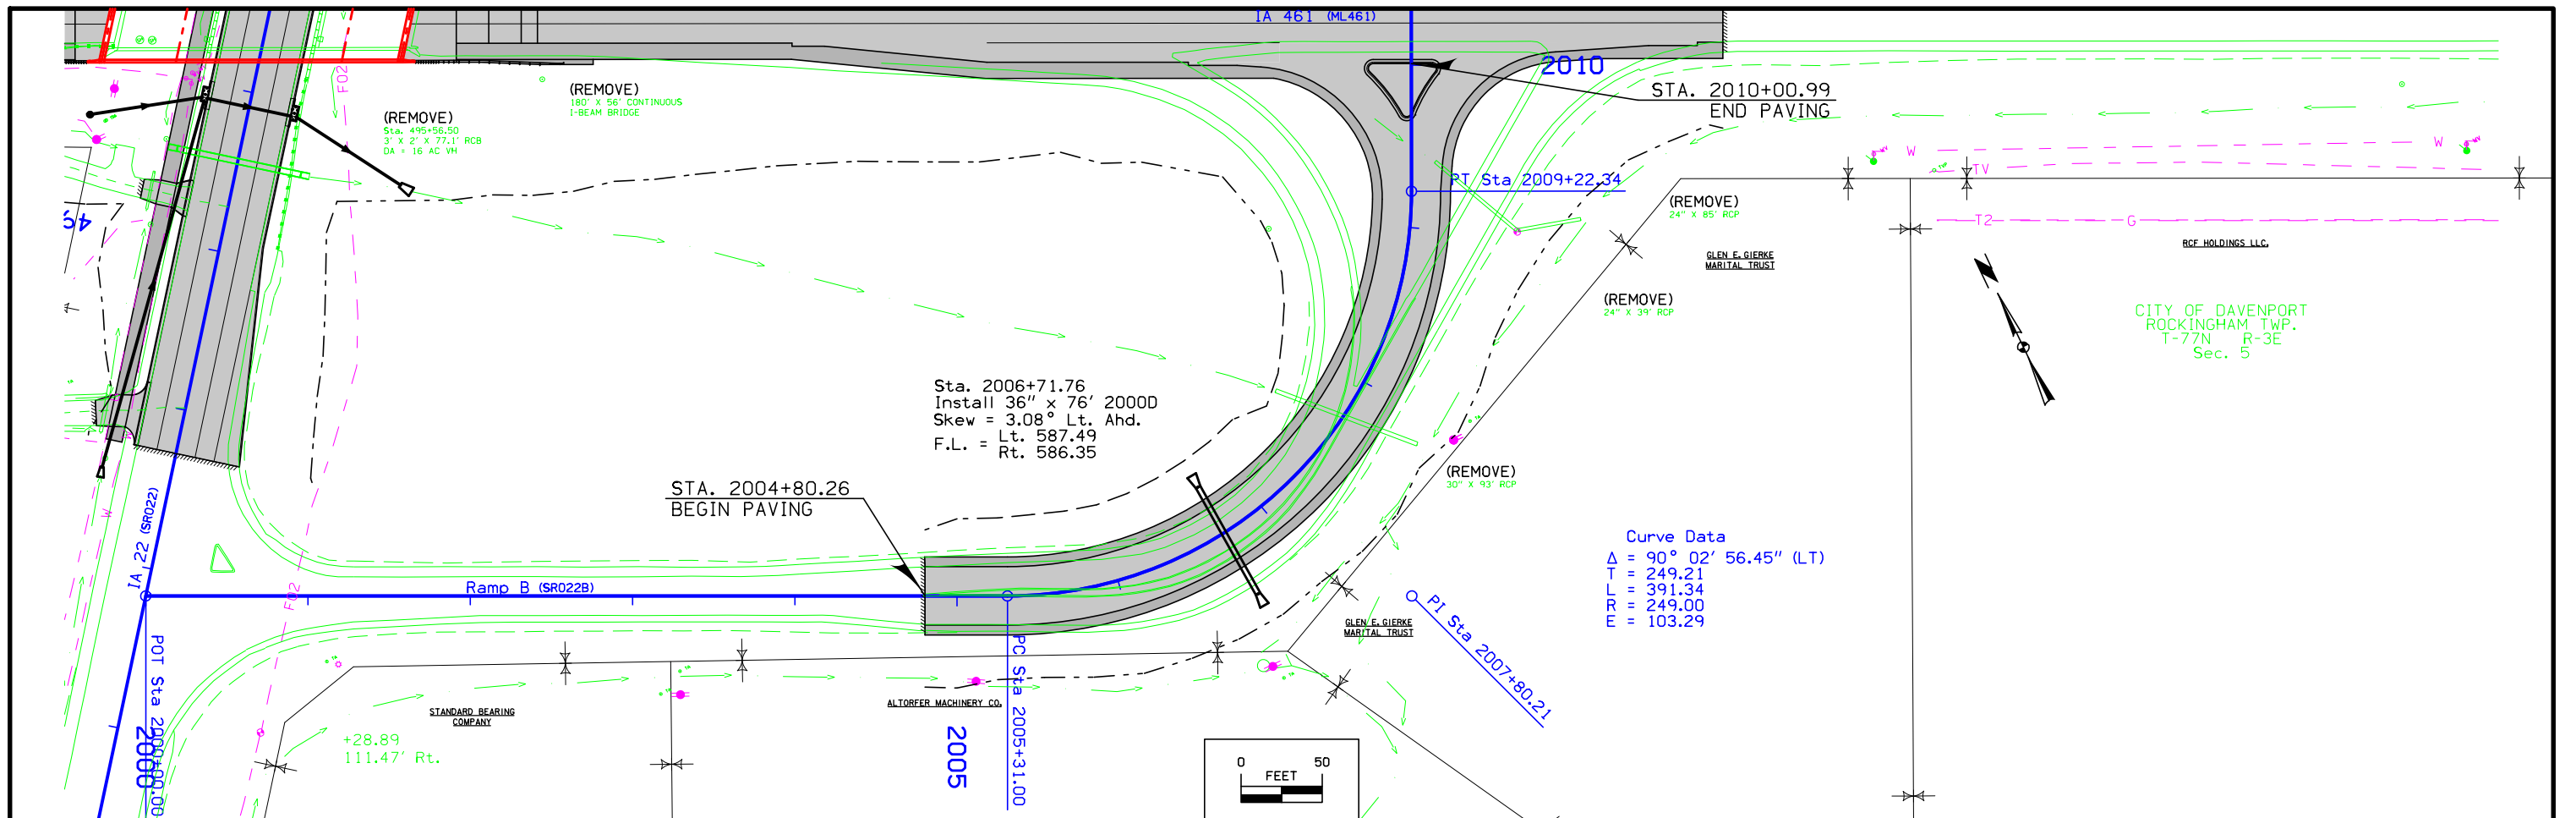 IA 461 (ML461)
2010
STA. 2010+00.99
END PAVING
F02
(REMOVE)
180' X 56' CONTINUOUS
I-BEAM BRIDGE
(REMOVE)
Sta. 495+56.50
3' X 2' X 77.1' RCB
DA = 16 AC VH
W
TV
W
PT Sta 2009+22.34
(REMOVE)
24" X 85' RCP
T2
G
RCF HOLDINGS LLC.
GLEN E. GIERKE
MARITAL TRUST
(REMOVE)
24" X 39' RCP
CITY OF DAVENPORT
ROCKINGHAM TWP.
T-77N R-3E
Sec. 5
Sta. 2006+71.76
Install 36" x 76' 2000D
Skew = 3.08° Lt. Ahd.
F.L. = Lt. 587.49
Rt. 586.35
STA. 2004+80.26
BEGIN PAVING
(REMOVE)
30" X 93' RCP
W
W
IA 22 (SR022)
F02
Ramp B (SR022B)
Curve Data
Δ = 90° 02' 56.45" (LT)
T = 249.21
L = 391.34
R = 249.00
E = 103.29
GLEN E. GIERKE
MARITAL TRUST
PI Sta 2007+80.21
POT Sta 2000+00.00
2000
PC Sta 2005+31.00
2005
STANDARD BEARING
COMPANY
ALTORFER MACHINERY CO.
+28.89
111.47' Rt.
0 50
FEET